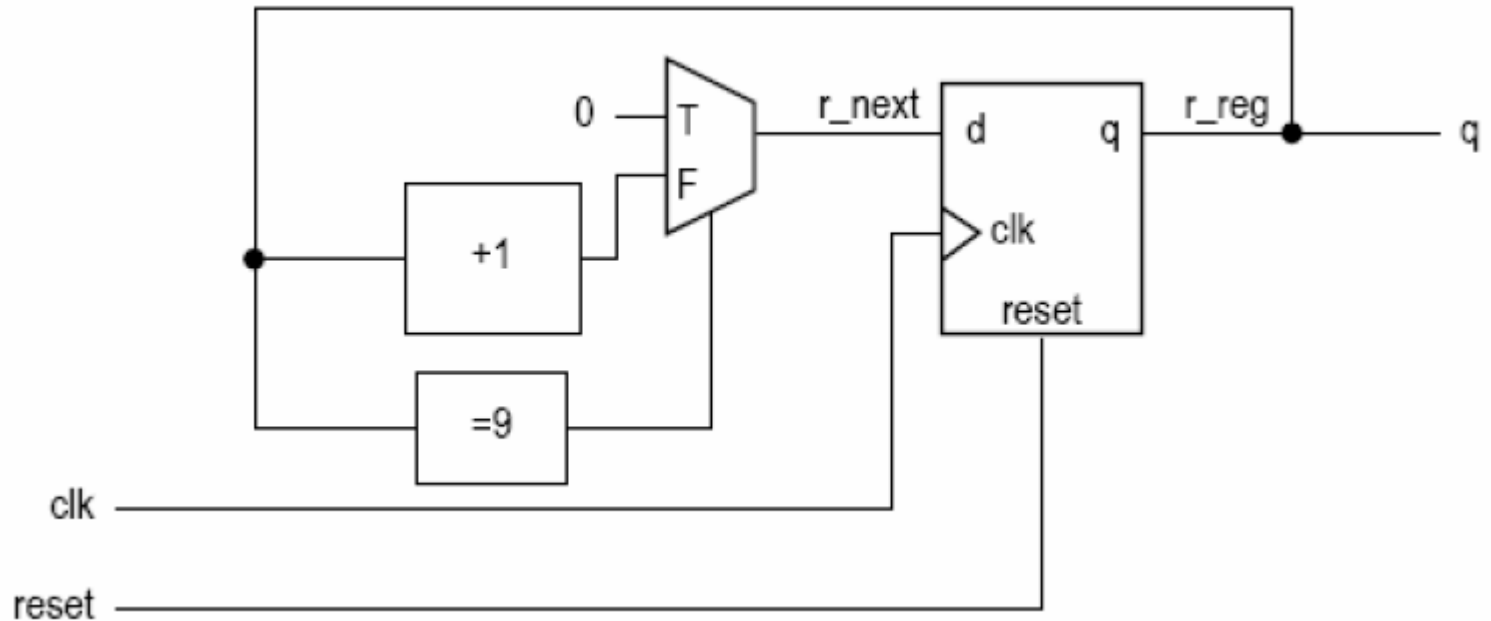 0
T
F
r_next
d
q
r_reg
q
+1
clk
=9
reset
clk
reset